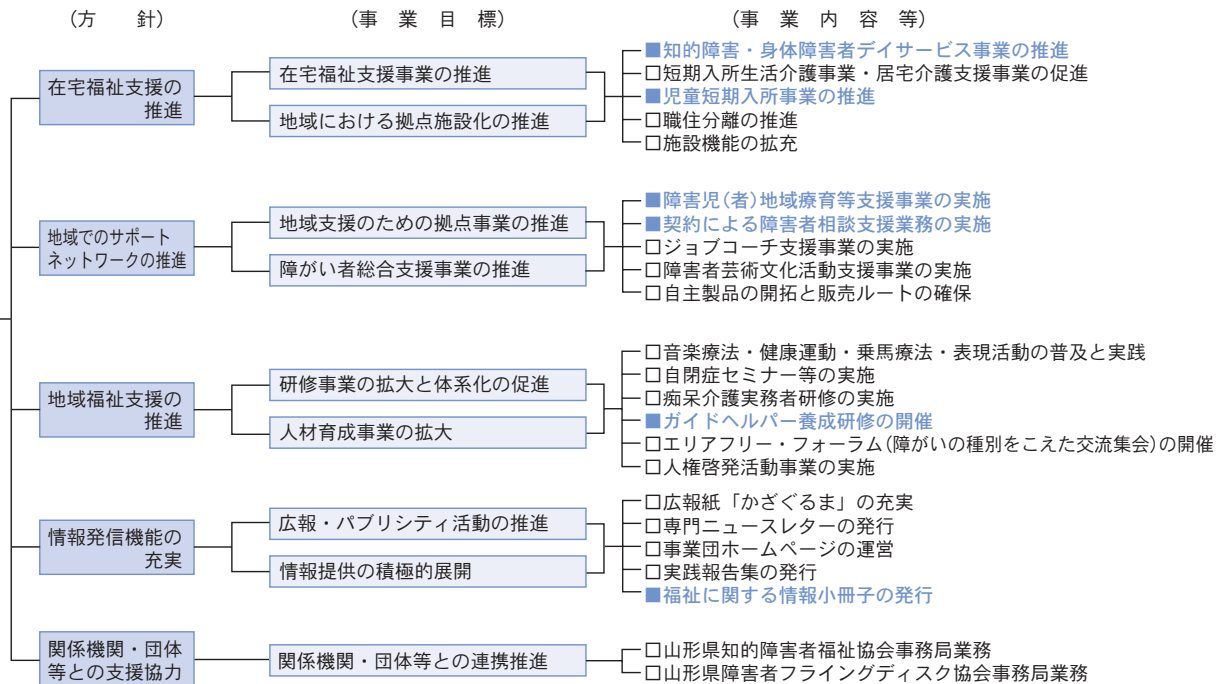 (方　　針)　(事　業　目　標)　(事　業　内　容　等)
在宅福祉支援の
推進
在宅福祉支援事業の推進
地域における拠点施設化の推進
■知的障害・身体障害者デイサービス事業の推進
□短期入所生活介護事業・居宅介護支援事業の促進
■児童短期入所事業の推進
□職住分離の推進
□施設機能の拡充
地域でのサポート
ネットワークの推進
地域支援のための拠点事業の推進
障がい者総合支援事業の推進
■障害児(者)地域療育等支援事業の実施
■契約による障害者相談支援業務の実施
□ジョブコーチ支援事業の実施
□障害者芸術文化活動支援事業の実施
□自主製品の開拓と販売ルートの確保
地域福祉支援の
推進
研修事業の拡大と体系化の促進
人材育成事業の拡大
□音楽療法・健康運動・乗馬療法・表現活動の普及と実践
□自閉症セミナー等の実施
□痴呆介護実務者研修の実施
■ガイドヘルパー養成研修の開催
□エリアフリー・フォーラム(障がいの種別をこえた交流集会)の開催
□人権啓発活動事業の実施
情報発信機能の
充実
広報・パブリシティ活動の推進
情報提供の積極的展開
□広報紙「かざぐるま」の充実
□専門ニュースレターの発行
□事業団ホームページの運営
□実践報告集の発行
■福祉に関する情報小冊子の発行
関係機関・団体
等との支援協力
関係機関・団体等との連携推進
□山形県知的障害者福祉協会事務局業務
□山形県障害者フライングディスク協会事務局業務